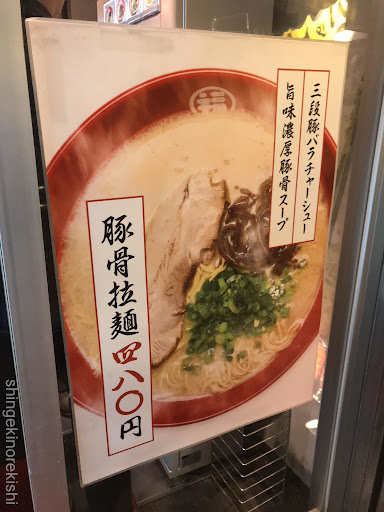 三段豚バラチャーシュー
旨味濃厚豚骨スープ
豚骨拉麺四八〇円
福
shingekinorekishi